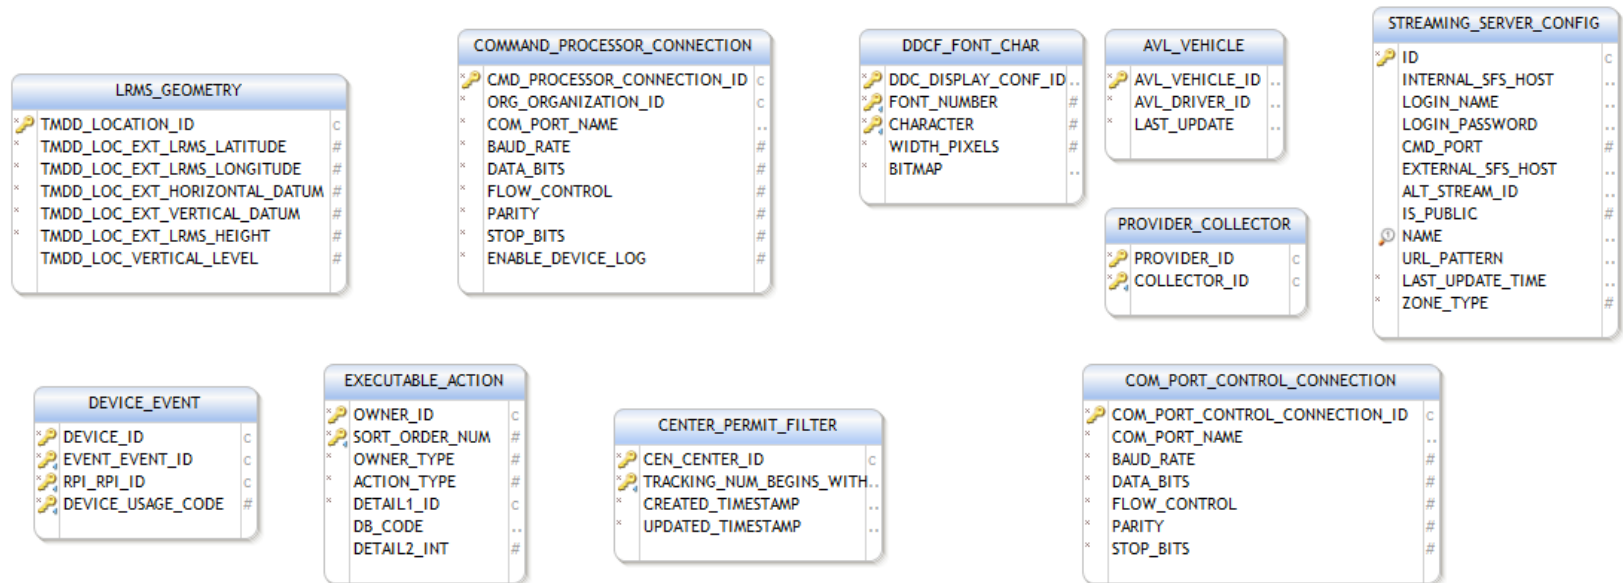 LRMS_GEOMETRY
TMDD_LOCATION_ID c
TMDD_LOC_EXT_LRMS_LATITUDE #
TMDD_LOC_EXT_LRMS_LONGITUDE #
TMDD_LOC_EXT_HORIZONTAL_DATUM #
TMDD_LOC_EXT_VERTICAL_DATUM #
TMDD_LOC_EXT_LRMS_HEIGHT #
TMDD_LOC_VERTICAL_LEVEL #
COMMAND_PROCESSOR_CONNECTION
CMD_PROCESSOR_CONNECTION_ID c
ORG_ORGANIZATION_ID c
COM_PORT_NAME ..
BAUD_RATE #
DATA_BITS #
FLOW_CONTROL #
PARITY #
STOP_BITS #
ENABLE_DEVICE_LOG #
DDCF_FONT_CHAR
DDC_DISPLAY_CONF_ID ..
FONT_NUMBER #
CHARACTER #
WIDTH_PIXELS #
BITMAP ..
AVL_VEHICLE
AVL_VEHICLE_ID ..
AVL_DRIVER_ID ..
LAST_UPDATE ..
PROVIDER_COLLECTOR
PROVIDER_ID c
COLLECTOR_ID c
STREAMING_SERVER_CONFIG
ID c
INTERNAL_SFS_HOST ..
LOGIN_NAME ..
LOGIN_PASSWORD ..
CMD_PORT #
EXTERNAL_SFS_HOST ..
ALT_STREAM_ID ..
IS_PUBLIC #
NAME ..
URL_PATTERN ..
LAST_UPDATE_TIME ..
ZONE_TYPE #
DEVICE_EVENT
DEVICE_ID c
EVENT_EVENT_ID c
RPI_RPI_ID c
DEVICE_USAGE_CODE #
EXECUTABLE_ACTION
OWNER_ID c
SORT_ORDER_NUM #
OWNER_TYPE #
ACTION_TYPE #
DETAIL1_ID c
DB_CODE ..
DETAIL2_INT #
CENTER_PERMIT_FILTER
CEN_CENTER_ID c
TRACKING_NUM_BEGINS_WITH ..
CREATED_TIMESTAMP ..
UPDATED_TIMESTAMP ..
COM_PORT_CONTROL_CONNECTION
COM_PORT_CONTROL_CONNECTION_ID c
COM_PORT_NAME ..
BAUD_RATE #
DATA_BITS #
FLOW_CONTROL #
PARITY #
STOP_BITS #